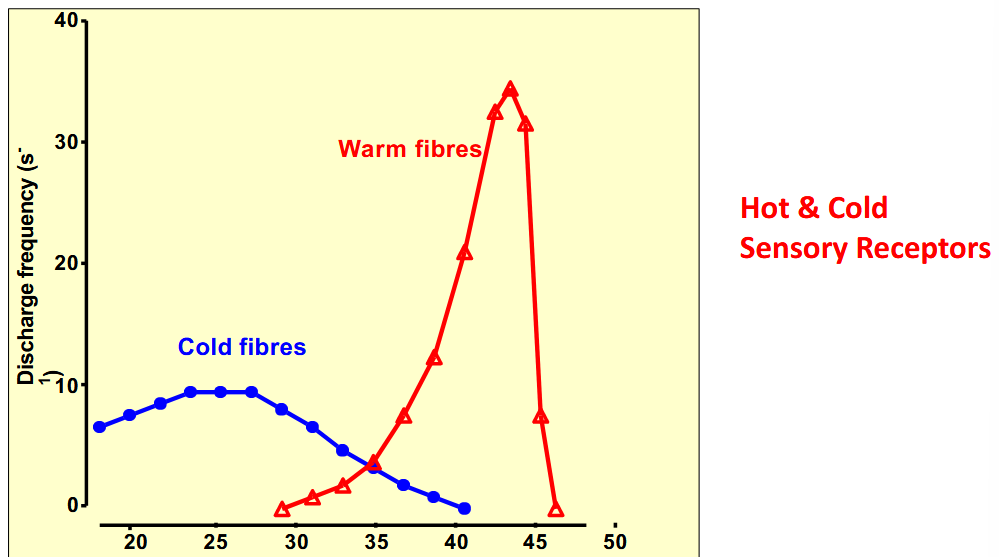 40
30
20
10
0
Discharge frequency (s-
1)
Warm fibres
Cold fibres
20 25 30 35 40 45 50
Hot & Cold
Sensory Receptors